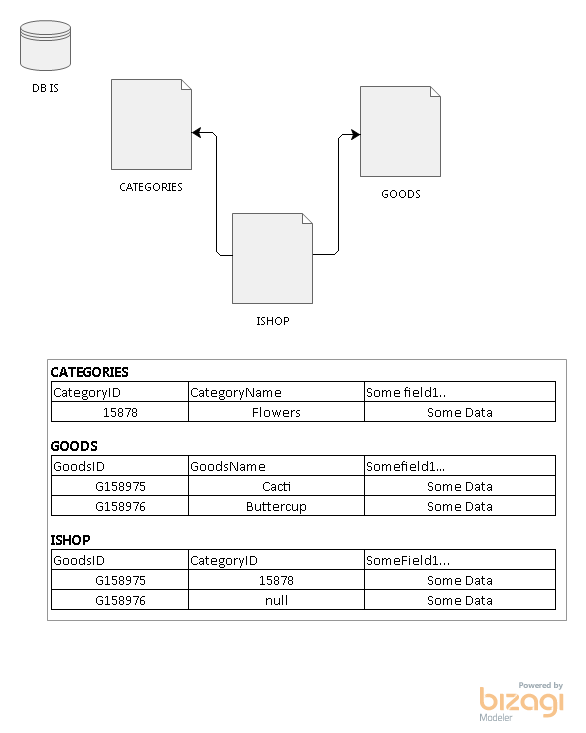 DB IS
CATEGORIES
GOODS
ISHOP
CATEGORIES
CategoryID CategoryName Some field1..
15878 Flowers Some Data
GOODS
GoodsID GoodsName Somefield1...
G158975 Cacti Some Data
G158976 Buttercup Some Data
ISHOP
GoodsID CategoryID SomeField1...
G158975 15878 Some Data
G158976 null Some Data
Powered by
bizagi
Modeler